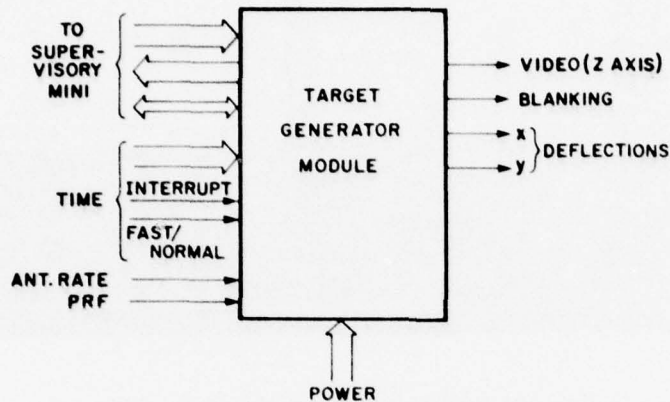 TO
SUPER-
VISORY
MINI
TIME
INTERRUPT
FAST/
NORMAL
ANT. RATE
PRF
TARGET
GENERATOR
MODULE
VIDEO (Z AXIS)
BLANKING
x
y
DEFLECTIONS
POWER